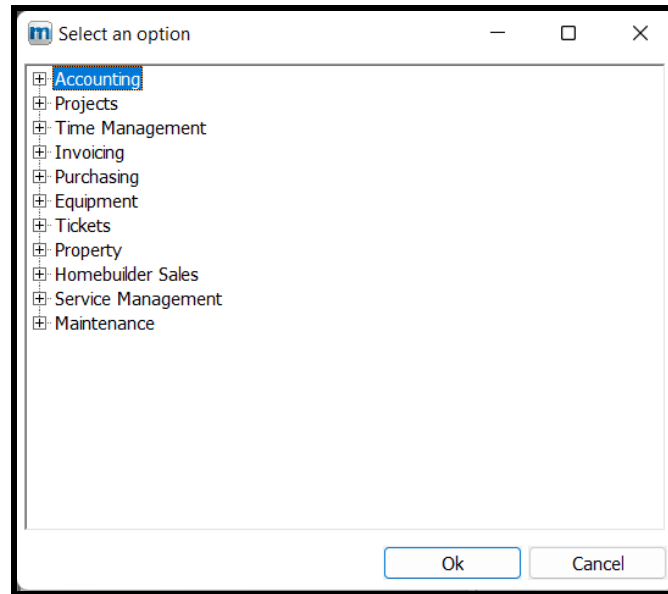 m Select an option
Accounting
Projects
Time Management
Invoicing
Purchasing
Equipment
Tickets
Property
Homebuilder Sales
Service Management
Maintenance
Ok Cancel